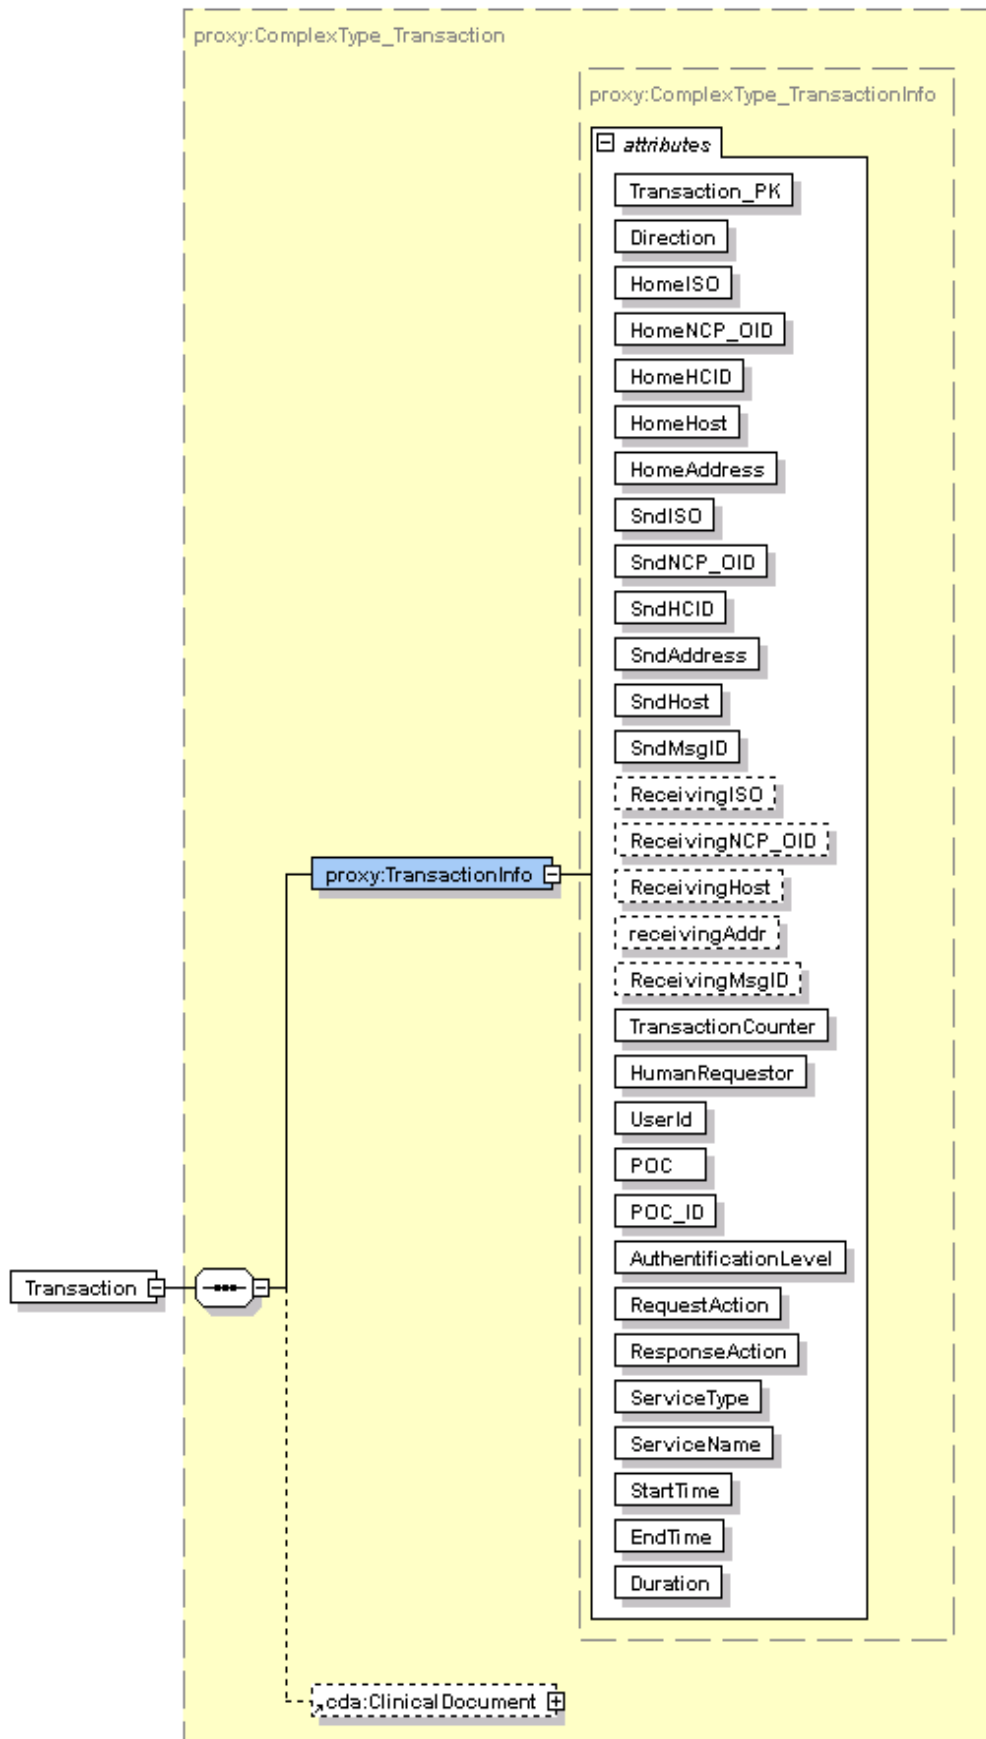 proxy:ComplexType_Transaction
proxy:ComplexType_TransactionInfo
attributes
Transaction_PK
Direction
HomeISO
HomeNCP_OID
HomeHCID
HomeHost
HomeAddress
SndISO
SndNCP_OID
SndHCID
SndAddress
SndHost
SndMsgID
ReceivingISO
ReceivingNCP_OID
ReceivingHost
receivingAddr
ReceivingMsgID
TransactionCounter
HumanRequestor
UserId
POC
POC_ID
AuthentificationLevel
RequestAction
ResponseAction
ServiceType
ServiceName
StartTime
EndTime
Duration
proxy:TransactionInfo
Transaction
cda:ClinicalDocument